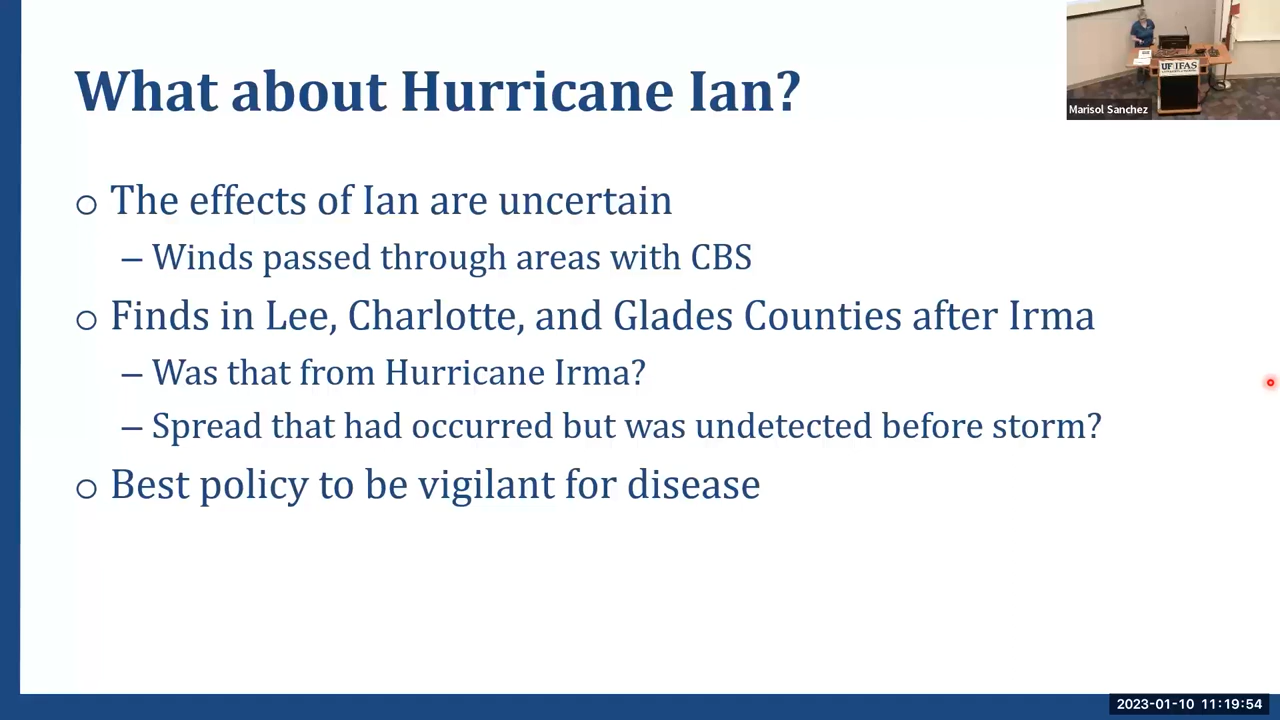 What about Hurricane Ian?
The effects of Ian are uncertain
– Winds passed through areas with CBS
Finds in Lee, Charlotte, and Glades Counties after Irma
– Was that from Hurricane Irma?
– Spread that had occurred but was undetected before storm?
Best policy to be vigilant for disease
UF IFAS
Marisol Sanchez
2023-01-10 11:19:54